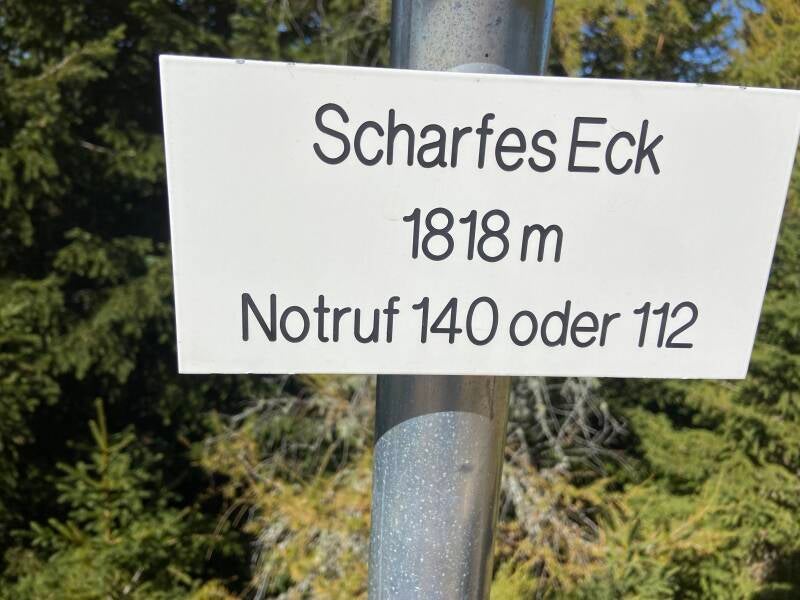 Scharfes Eck
1818 m
Notruf 140 oder 112